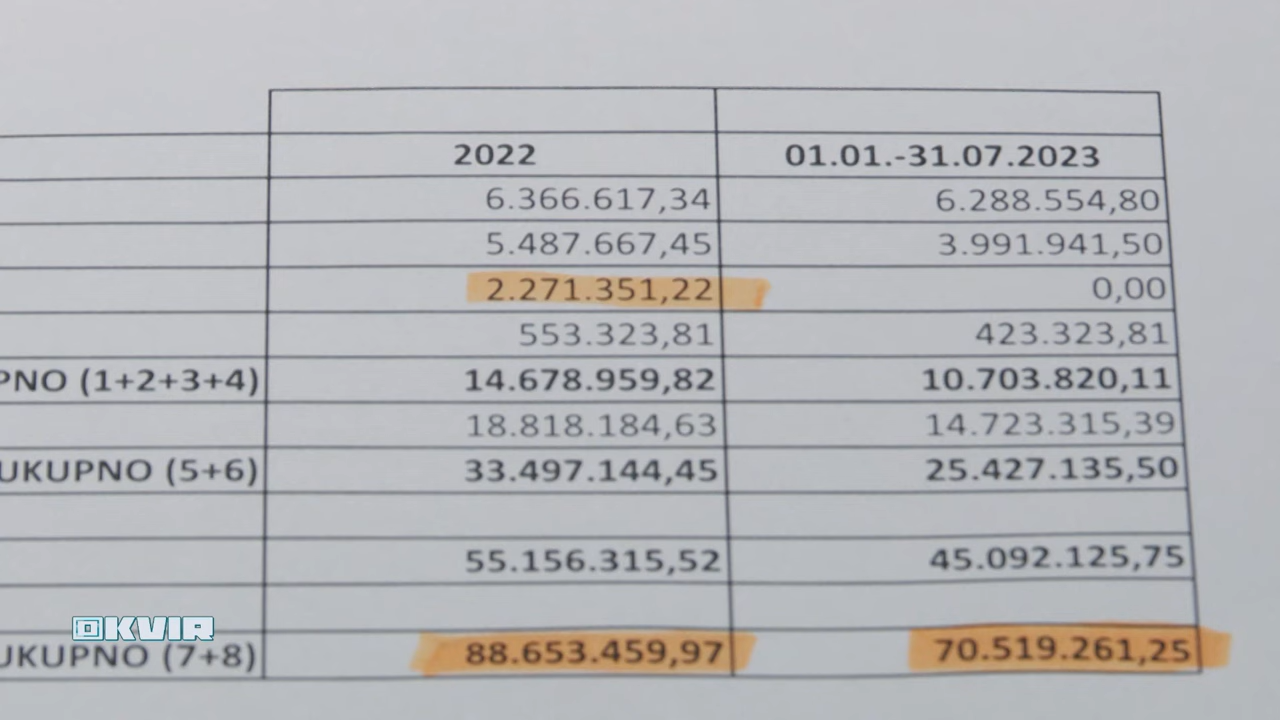 2022 01.01.-31.07.2023
6.366.617,34 6.288.554,80
5.487.667,45 3.991.941,50
2.271.351,22 0,00
553.323,81 423.323,81
PNO (1+2+3+4) 14.678.959,82 10.703.820,11
18.818.184,63 14.723.315,39
UKUPNO (5+6) 33.497.144,45 25.427.135,50
55.156.315,52 45.092.125,75
OKVIR
UKUPNO (7+8) 88.653.459,97 70.519.261,25